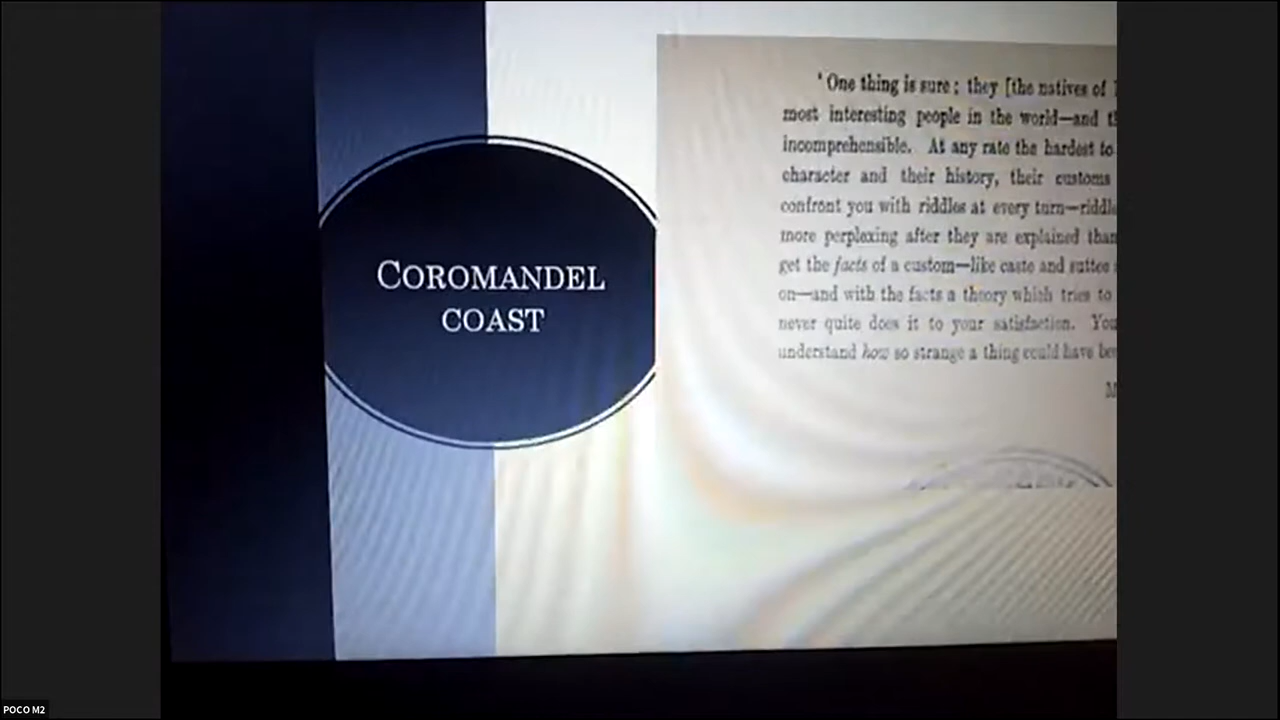 COROMANDEL
COAST
‘ One thing is sure ; they [the natives of
most interesting people in the world—and
incomprehensible. At any rate the hardest to
character and their history, their customs
confront you with riddles at every turn—
more perplexing after they are explained than
get the facts of a custom—like caste and suttee
on—and with the facts a theory which tries to
never quite does it to your satisfaction. You
understand how so strange a thing could have
POCO M2